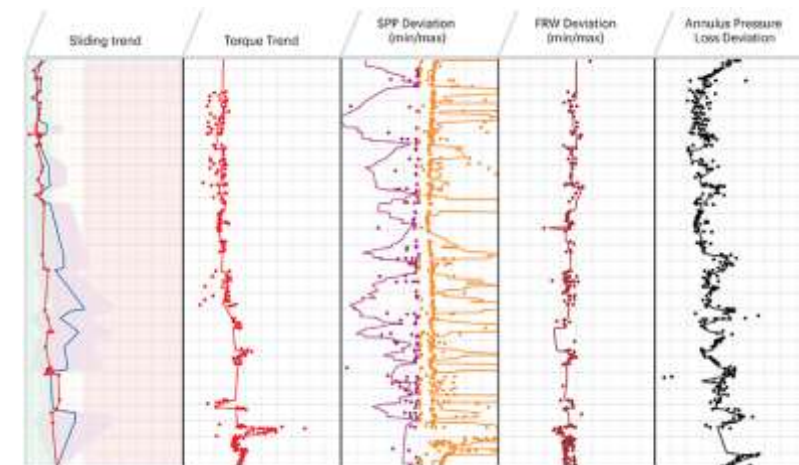 Sliding trend
Torque Trend
SPP Deviation
(min/max)
FRW Deviation
(min/max)
Annulus Pressure
Loss Deviation